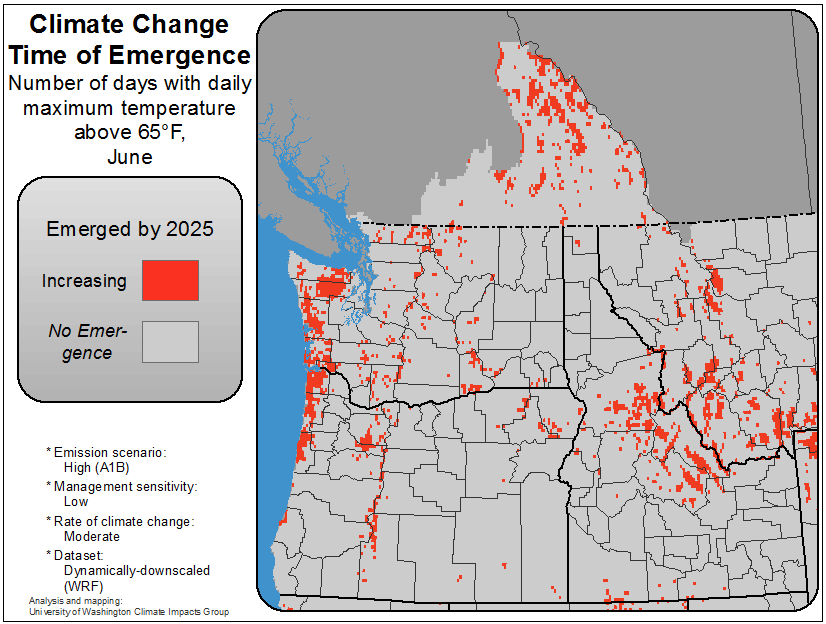 Climate Change
Time of Emergence
Number of days with daily
maximum temperature
above 65°F,
June
Emerged by 2025
Increasing
No Emer-
gence
* Emission scenario:
High (A1B)
* Management sensitivity:
Low
* Rate of climate change:
Moderate
* Dataset:
Dynamically-downscaled
(WRF)
Analysis and mapping:
University of Washington Climate Impacts Group